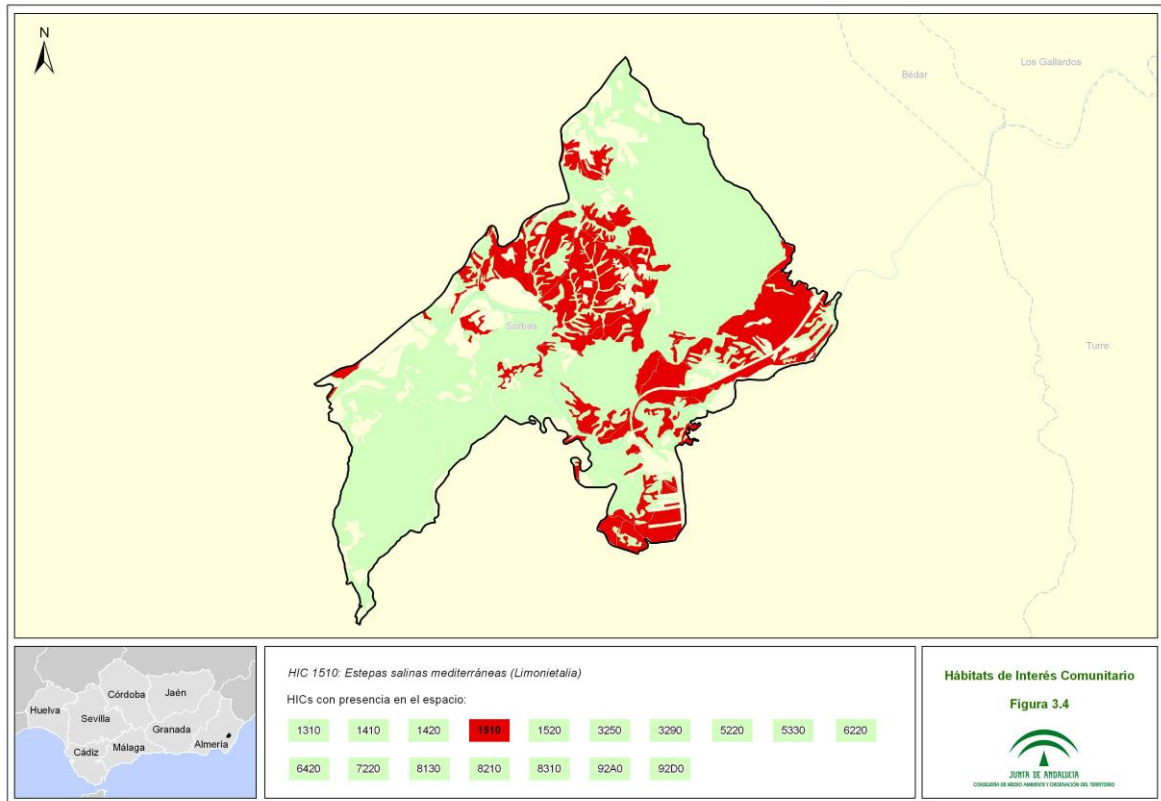 N
Bédar
Los Gallardos
Sorbas
Turre
Huelva
Sevilla
Córdoba
Jaén
Cádiz
Málaga
Granada
Almería
HIC 1510: Estepas salinas mediterráneas (Limonietalia)
HICs con presencia en el espacio:
1310 1410 1420 1510 1520 3250 3290 5220 5330 6220
6420 7220 8130 8210 8310 92A0 92D0
Hábitats de Interés Comunitario
Figura 3.4
JUNTA DE ANDALUCIA
CONSEJERÍA DE MEDIO AMBIENTE Y ORDENACIÓN DEL TERRITORIO